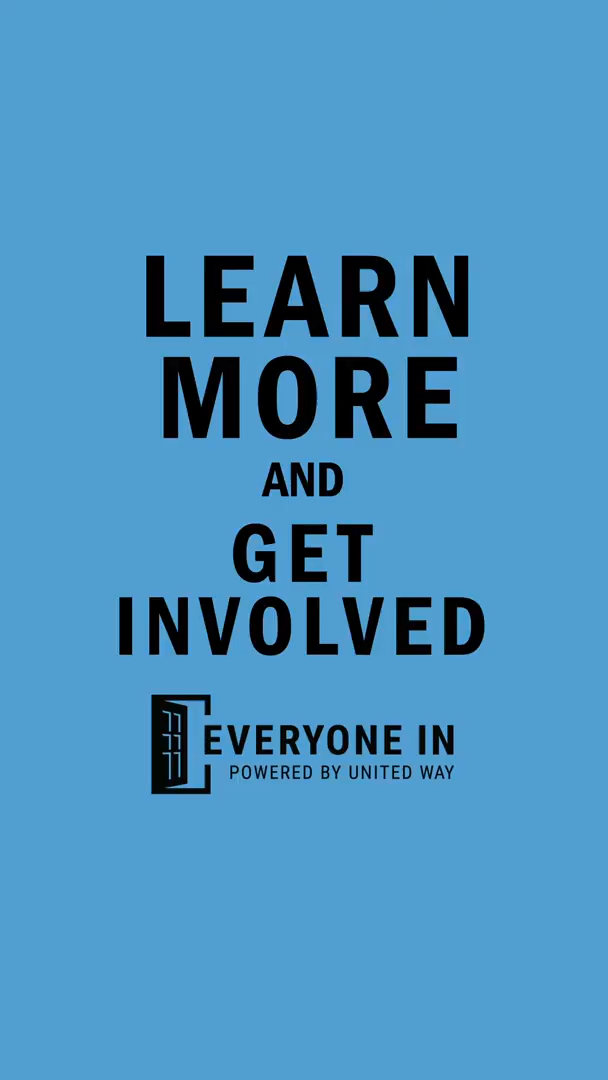 LEARN
MORE
AND
GET
INVOLVED
EVERYONE IN
POWERED BY UNITED WAY